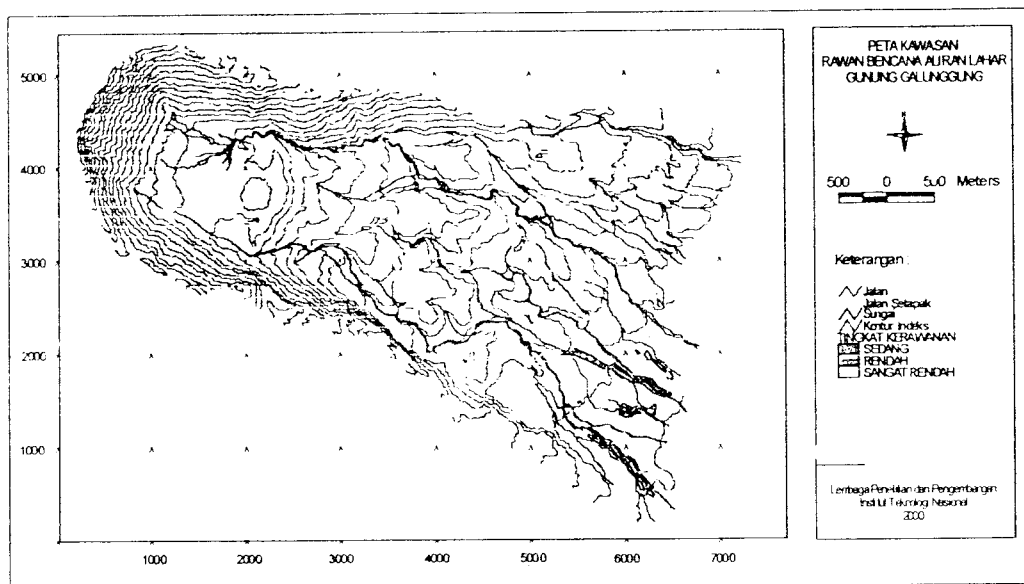 PETA KAWASAN
RAWAN BENCANA ALIRAN LAHAR
GUNUNG GALUNGGUNG
N
500 0 500 Meters
Keterangan :
Jalan
Jalan Setapak
Sungai
Kontur Indeks
TINGKAT KERAWANAN
SEDANG
RENDAH
SANGAT RENDAH
Lembaga Penelitian dan Pengembangan
Institut Teknologi Nasional
2000
5000
4000
3000
2000
1000
1000 2000 3000 4000 5000 6000 7000